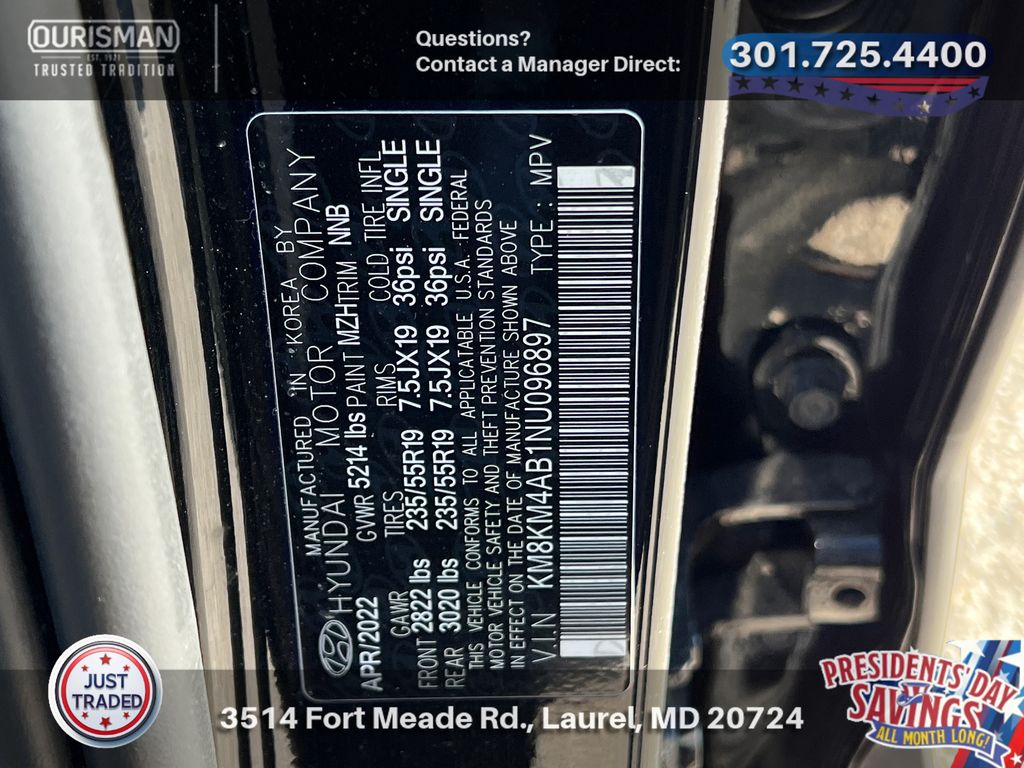 OURISMAN
EST. 1921
TRUSTED TRADITION
Questions?
Contact a Manager Direct:
301.725.4400
MANUFACTURED IN KOREA BY
HYUNDAI MOTOR COMPANY
APR/2022 GVWR 5214 lbs PAINT MZH TRIM NNB
GAWR TIRES RIMS COLD TIRE INFL
FRONT 2822 lbs 235/55R19 7.5JX19 36psi SINGLE
REAR 3020 lbs 235/55R19 7.5JX19 36psi SINGLE
THIS VEHICLE CONFORMS TO ALL APPLICATABLE U.S.A. FEDERAL
MOTOR VEHICLE SAFETY AND THEFT PREVENTION STANDARDS
IN EFFECT ON THE DATE OF MANUFACTURE SHOWN ABOVE
V.I.N KM8KM4AB1NU096897 TYPE : MPV
JUST
TRADED
3514 Fort Meade Rd., Laurel, MD 20724
PRESIDENTS' DAY
SAVINGS
ALL MONTH LONG!